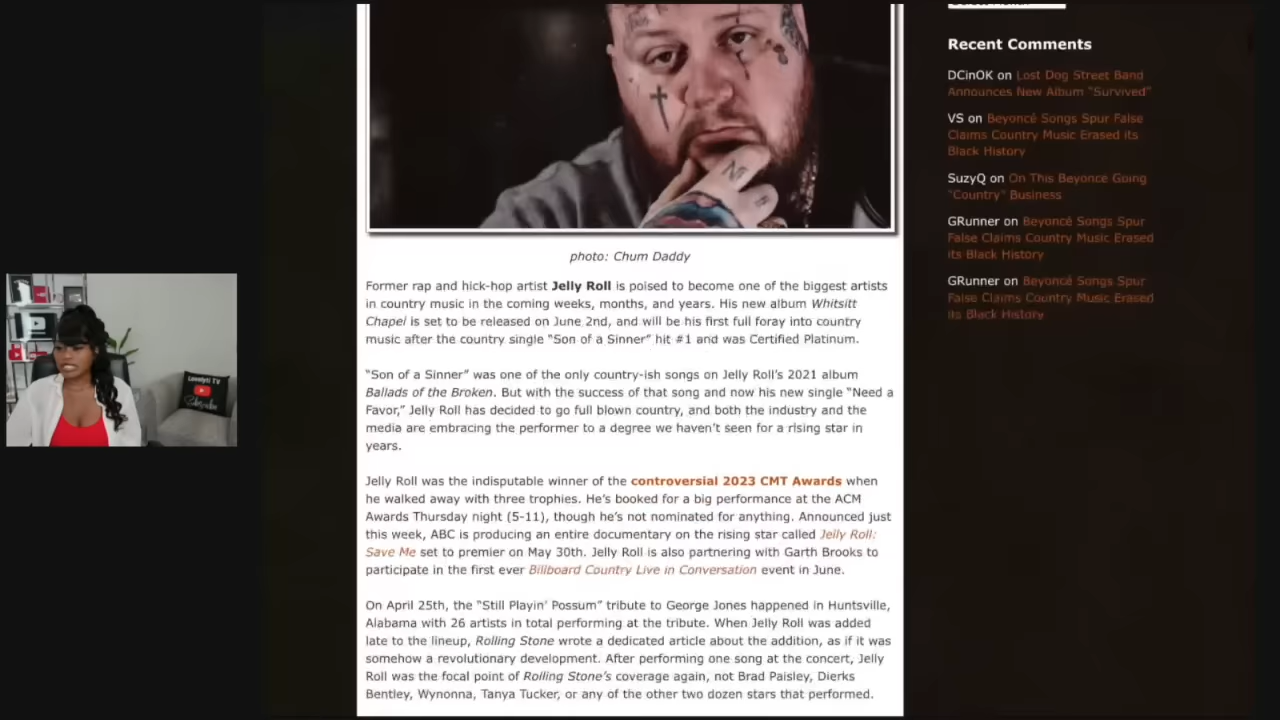 Recent Comments
DCinOK on Lost Dog Street Band
Announces New Album "Survived"
VS on Beyoncé Songs Spur False
Claims Country Music Erased its
Black History
SuzyQ on On This Beyonce Going
"Country" Business
GRunner on Beyoncé Songs Spur
False Claims Country Music Erased
its Black History
GRunner on Beyoncé Songs Spur
False Claims Country Music Erased
its Black History
photo: Chum Daddy
Former rap and hick-hop artist Jelly Roll is poised to become one of the biggest artists
in country music in the coming weeks, months, and years. His new album Whitsitt
Chapel is set to be released on June 2nd, and will be his first full foray into country
music after the country single "Son of a Sinner" hit #1 and was Certified Platinum.
"Son of a Sinner" was one of the only country-ish songs on Jelly Roll's 2021 album
Ballads of the Broken. But with the success of that song and now his new single "Need a
Favor," Jelly Roll has decided to go full blown country, and both the industry and the
media are embracing the performer to a degree we haven't seen for a rising star in
years.
Jelly Roll was the indisputable winner of the controversial 2023 CMT Awards when
he walked away with three trophies. He's booked for a big performance at the ACM
Awards Thursday night (5-11), though he's not nominated for anything. Announced just
this week, ABC is producing an entire documentary on the rising star called Jelly Roll:
Save Me set to premier on May 30th. Jelly Roll is also partnering with Garth Brooks to
participate in the first ever Billboard Country Live in Conversation event in June.
On April 25th, the "Still Playin' Possum" tribute to George Jones happened in Huntsville,
Alabama with 26 artists in total performing at the tribute. When Jelly Roll was added
late to the lineup, Rolling Stone wrote a dedicated article about the addition, as if it was
somehow a revolutionary development. After performing one song at the concert, Jelly
Roll was the focal point of Rolling Stone's coverage again, not Brad Paisley, Dierks
Bentley, Wynonna, Tanya Tucker, or any of the other two dozen stars that performed.
Lovelyti TV